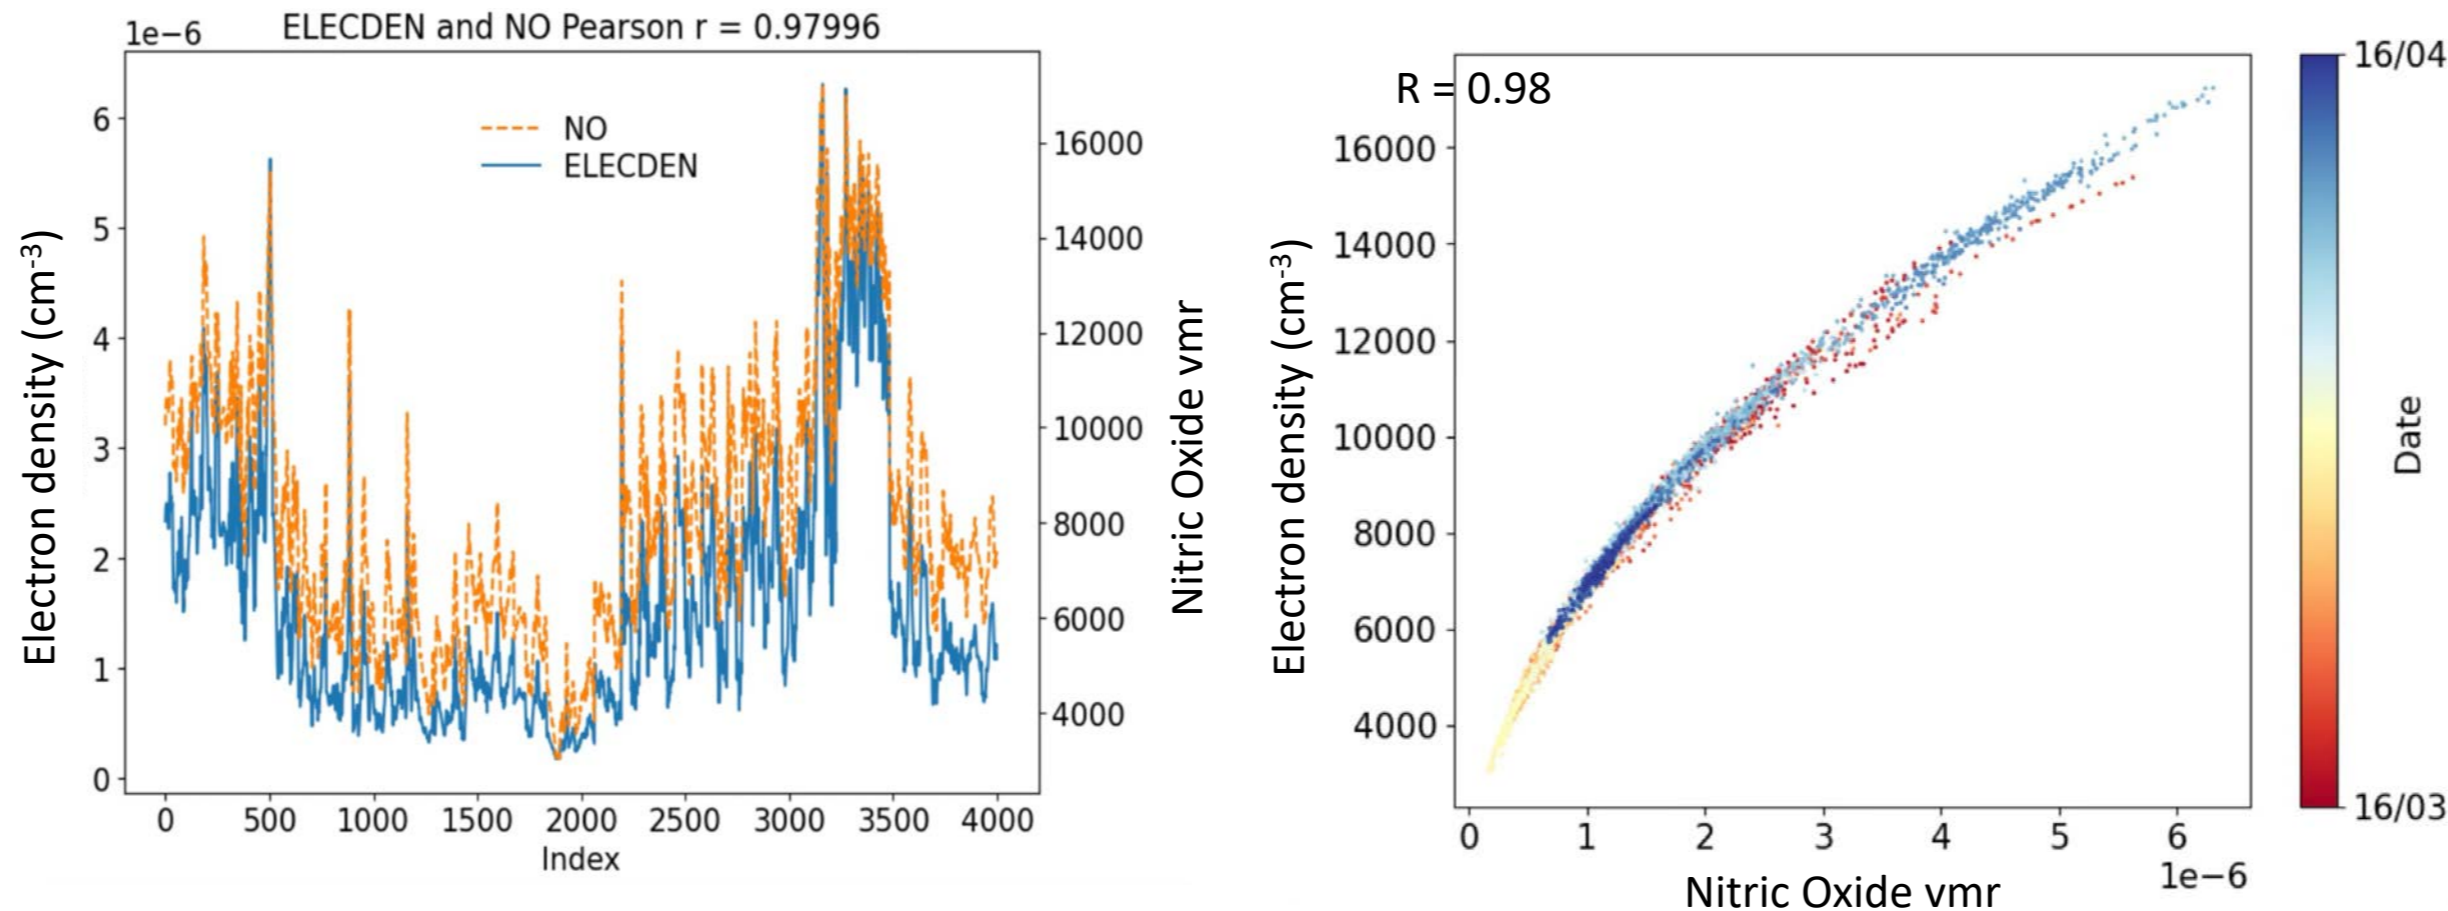 ELECDEN and NO Pearson r = 0.97996
1e−6
NO
ELECDEN
6
5
4
3
2
1
0
Electron density (cm-3)
16000
14000
12000
10000
8000
6000
4000
Nitric Oxide vmr
0 500 1000 1500 2000 2500 3000 3500 4000
Index
R = 0.98
16000
14000
12000
10000
8000
6000
4000
Electron density (cm-3)
0 1 2 3 4 5 6
1e−6
Nitric Oxide vmr
16/04
Date
16/03